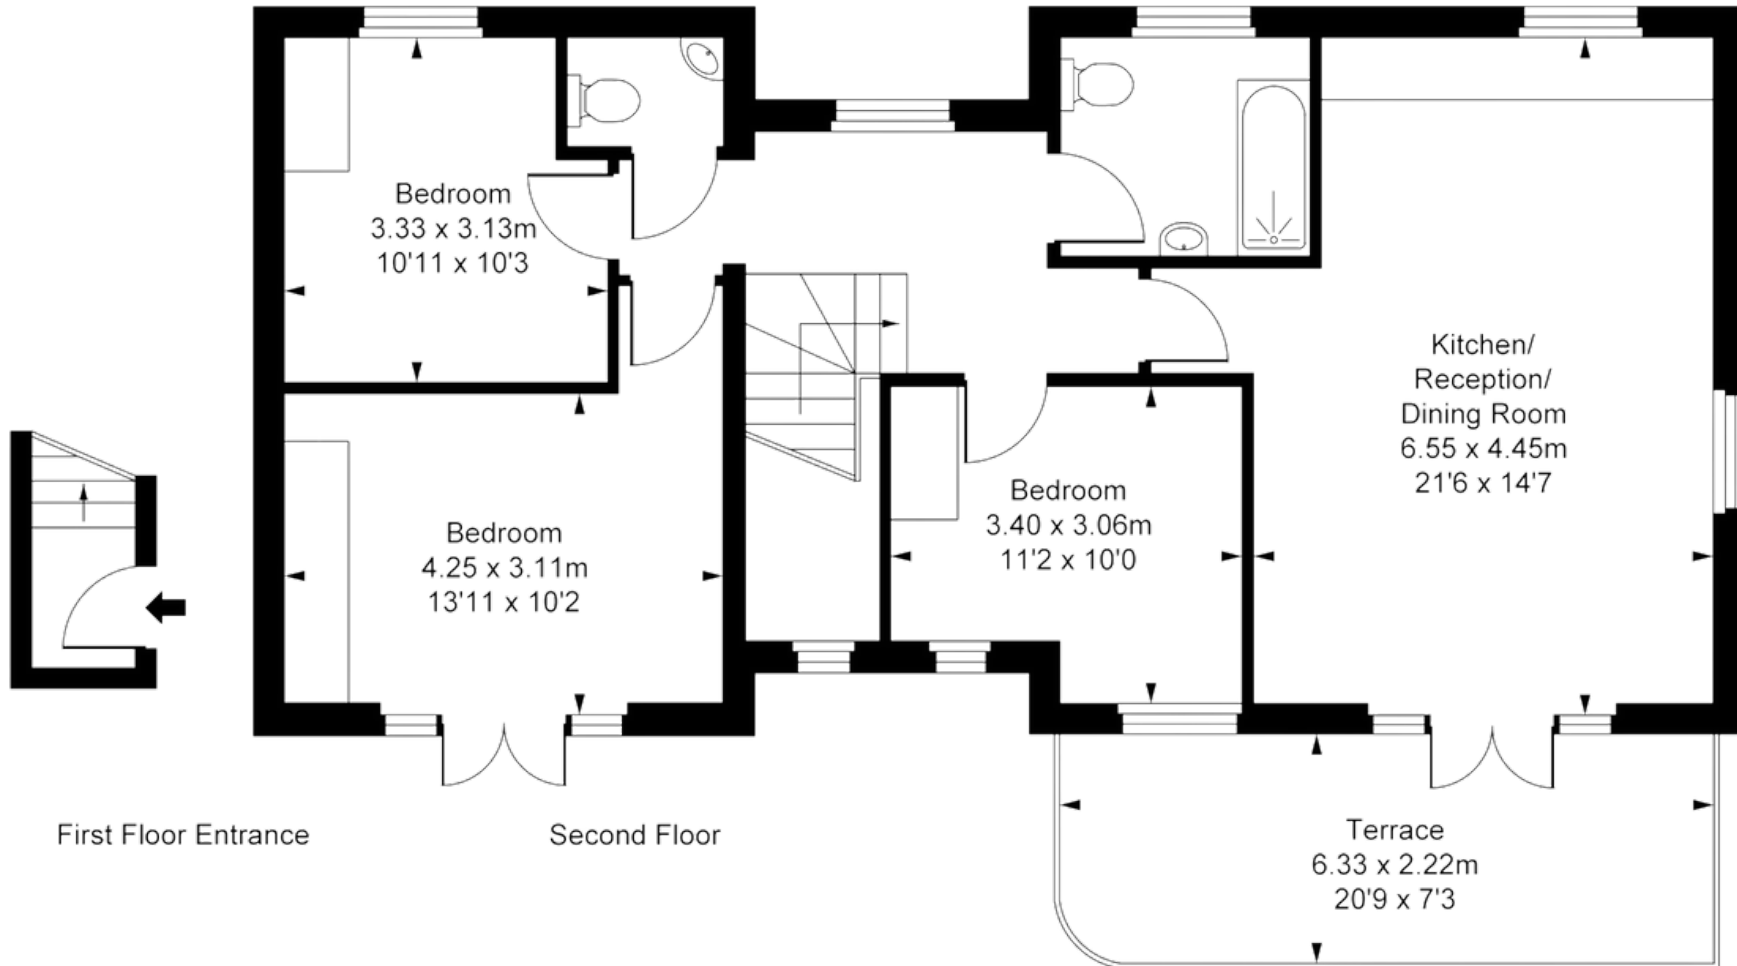 Bedroom
3.33 x 3.13m
10'11 x 10'3
Kitchen/
Reception/
Dining Room
6.55 x 4.45m
21'6 x 14'7
Bedroom
3.40 x 3.06m
11'2 x 10'0
Bedroom
4.25 x 3.11m
13'11 x 10'2
First Floor Entrance
Second Floor
Terrace
6.33 x 2.22m
20'9 x 7'3